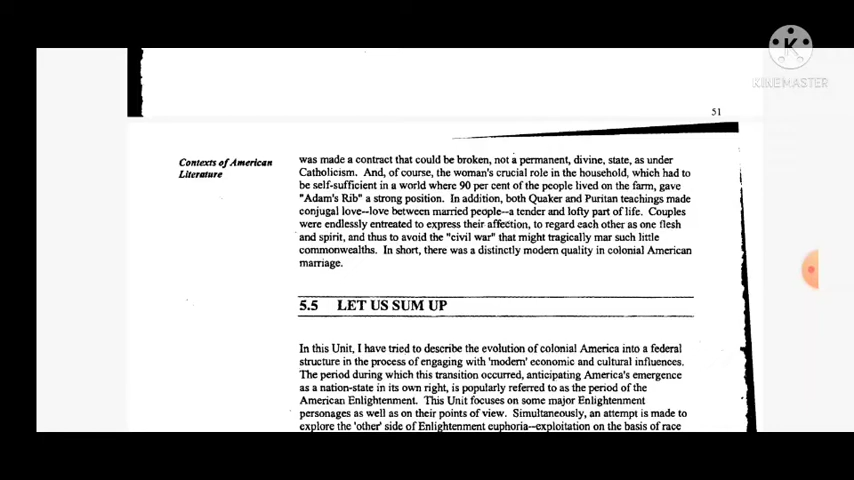 KINEMASTER
51
Contexts of American
Literature
was made a contract that could be broken, not a permanent, divine, state, as under
Catholicism. And, of course, the woman's crucial role in the household, which had to
be self-sufficient in a world where 90 per cent of the people lived on the farm, gave
"Adam's Rib" a strong position. In addition, both Quaker and Puritan teachings made
conjugal love--love between married people--a tender and lofty part of life. Couples
were endlessly entreated to express their affection, to regard each other as one flesh
and spirit, and thus to avoid the "civil war" that might tragically mar such little
commonwealths. In short, there was a distinctly modern quality in colonial American
marriage.
5.5 LET US SUM UP
In this Unit, I have tried to describe the evolution of colonial America into a federal
structure in the process of engaging with 'modern' economic and cultural influences.
The period during which this transition occurred, anticipating America's emergence
as a nation-state in its own right, is popularly referred to as the period of the
American Enlightenment. This Unit focuses on some major Enlightenment
personages as well as on their points of view. Simultaneously, an attempt is made to
explore the 'other' side of Enlightenment euphoria--exploitation on the basis of race